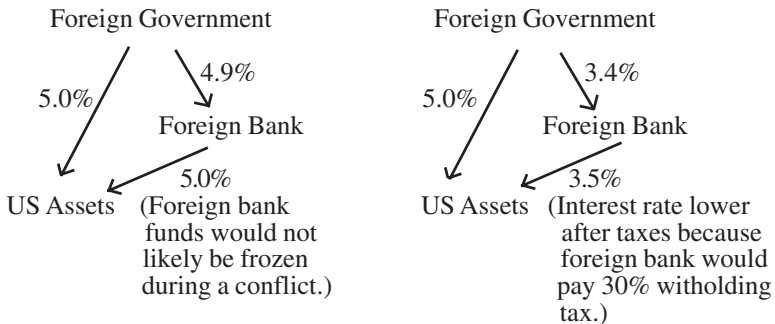 Foreign Government
4.9%
5.0%
Foreign Bank
5.0%
US Assets (Foreign bank
funds would not
likely be frozen
during a conflict.)
Foreign Government
3.4%
5.0%
Foreign Bank
3.5%
US Assets (Interest rate lower
after taxes because
foreign bank would
pay 30% witholding
tax.)